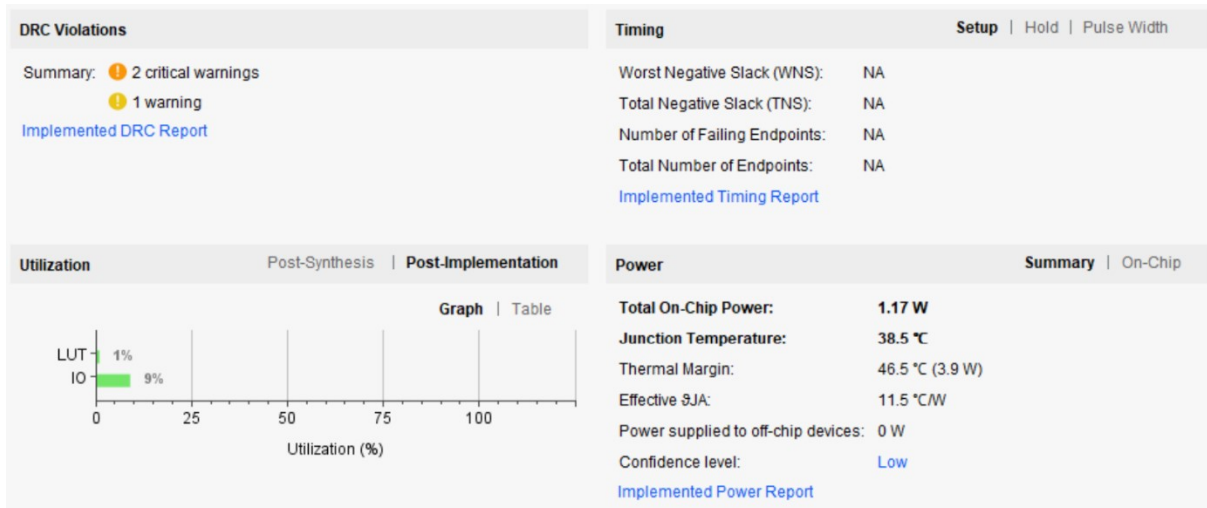 DRC Violations
Summary: 2 critical warnings
1 warning
Implemented DRC Report
Timing Setup | Hold | Pulse Width
Worst Negative Slack (WNS): NA
Total Negative Slack (TNS): NA
Number of Failing Endpoints: NA
Total Number of Endpoints: NA
Implemented Timing Report
Utilization Post-Synthesis | Post-Implementation
Graph | Table
LUT 1%
IO 9%
0 25 50 75 100
Utilization (%)
Power Summary | On-Chip
Total On-Chip Power: 1.17 W
Junction Temperature: 38.5 °C
Thermal Margin: 46.5 °C (3.9 W)
Effective ϑJA: 11.5 °C/W
Power supplied to off-chip devices: 0 W
Confidence level: Low
Implemented Power Report